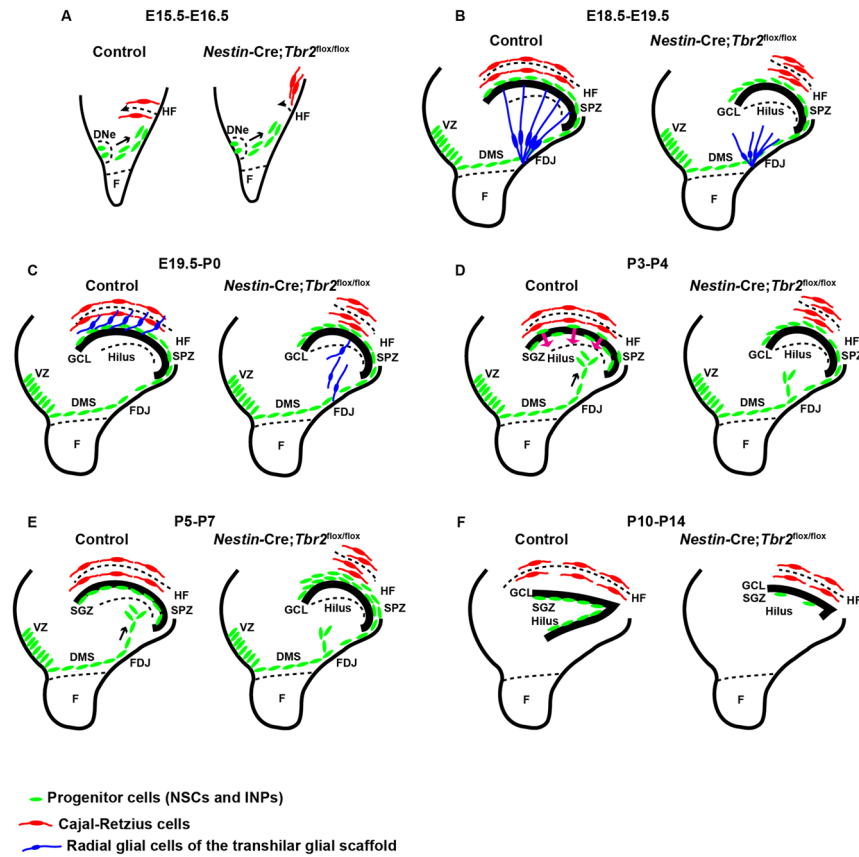 A E15.5-E16.5
Control Nestin-Cre;Tbr2flox/flox
HF
DNe
F
HF
DNe
F
B E18.5-E19.5
Control Nestin-Cre;Tbr2flox/flox
HF
SPZ
VZ
DMS
FDJ
F
HF
GCL Hilus SPZ
VZ
DMS
FDJ
F
C E19.5-P0
Control Nestin-Cre;Tbr2flox/flox
HF
GCL Hilus SPZ
VZ
DMS
FDJ
F
HF
GCL Hilus SPZ
VZ
DMS
FDJ
F
D P3-P4
Control Nestin-Cre;Tbr2flox/flox
HF
SGZ Hilus SPZ
VZ
DMS
FDJ
F
HF
GCL Hilus SPZ
VZ
DMS
FDJ
F
E P5-P7
Control Nestin-Cre;Tbr2flox/flox
HF
SGZ SPZ
VZ
DMS
FDJ
F
HF
GCL Hilus SPZ
VZ
DMS
FDJ
F
F P10-P14
Control Nestin-Cre;Tbr2flox/flox
GCL HF
SGZ
Hilus
F
GCL
SGZ HF
Hilus
F
Progenitor cells (NSCs and INPs)
Cajal-Retzius cells
Radial glial cells of the transhilar glial scaffold